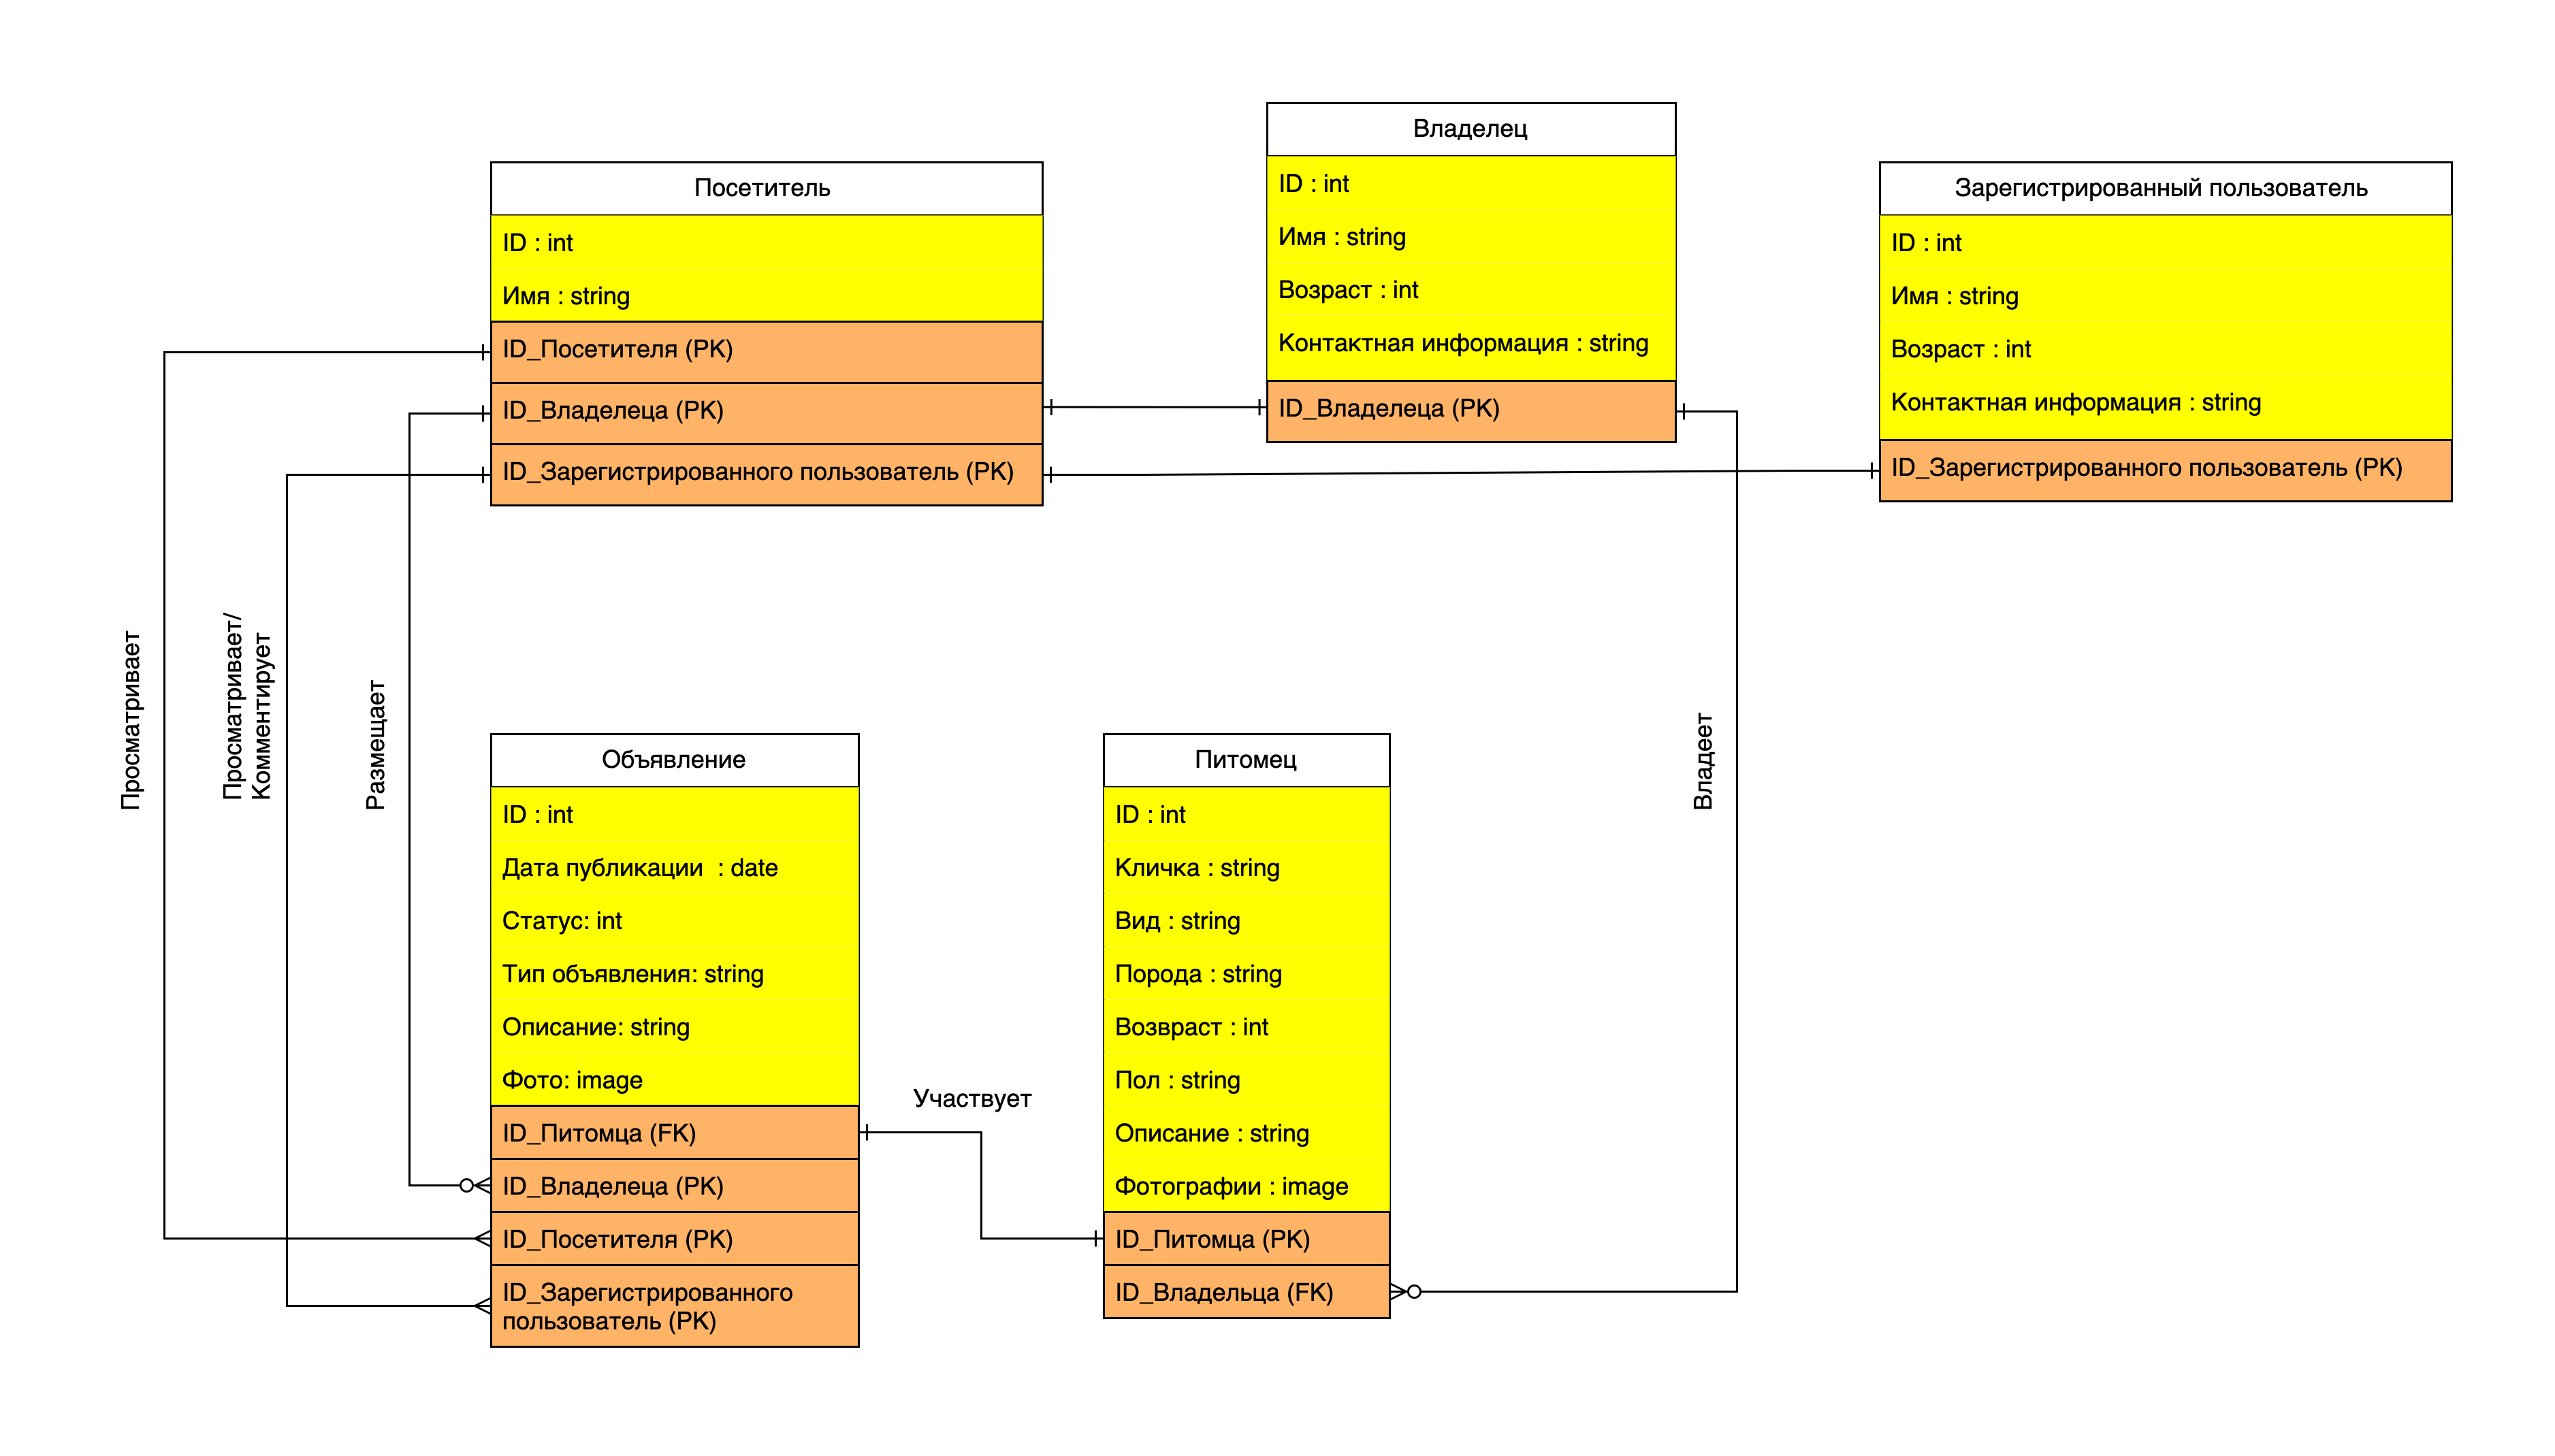 Посетитель
ID : int
Имя : string
ID_Посетителя (PK)
ID_Владелеца (PK)
ID_Зарегистрированного пользователь (PK)
Владелец
ID : int
Имя : string
Возраст : int
Контактная информация : string
ID_Владелеца (PK)
Зарегистрированный пользователь
ID : int
Имя : string
Возраст : int
Контактная информация : string
ID_Зарегистрированного пользователь (PK)
Просматривает
Просматривает/
Комментирует
Размещает
Объявление
ID : int
Дата публикации : date
Статус: int
Тип объявления: string
Описание: string
Фото: image
ID_Питомца (FK)
ID_Владелеца (PK)
ID_Посетителя (PK)
ID_Зарегистрированного
пользователь (PK)
Участвует
Питомец
ID : int
Кличка : string
Вид : string
Порода : string
Возвраст : int
Пол : string
Описание : string
Фотографии : image
ID_Питомца (PK)
ID_Владельца (FK)
Владеет